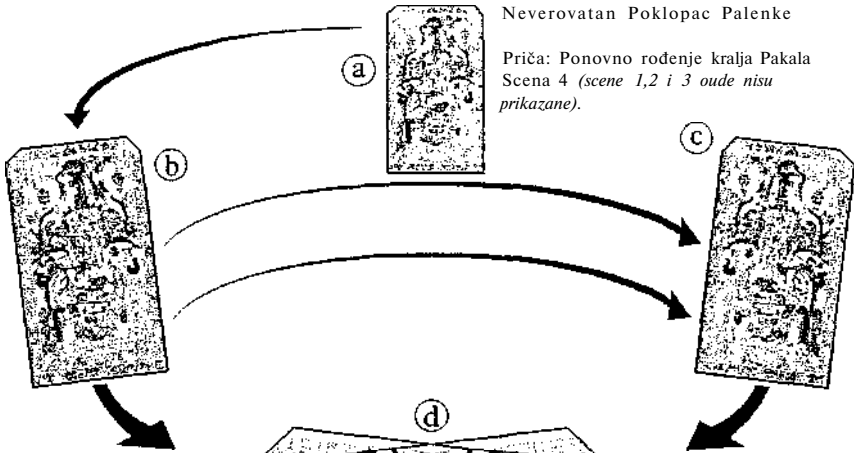 Neverovatan Poklopac Palenke
Priča: Ponovno rođenje kralja Pakala
Scena 4 (scene 1,2 i 3 oude nisu
prikazane).
a
b
c
d